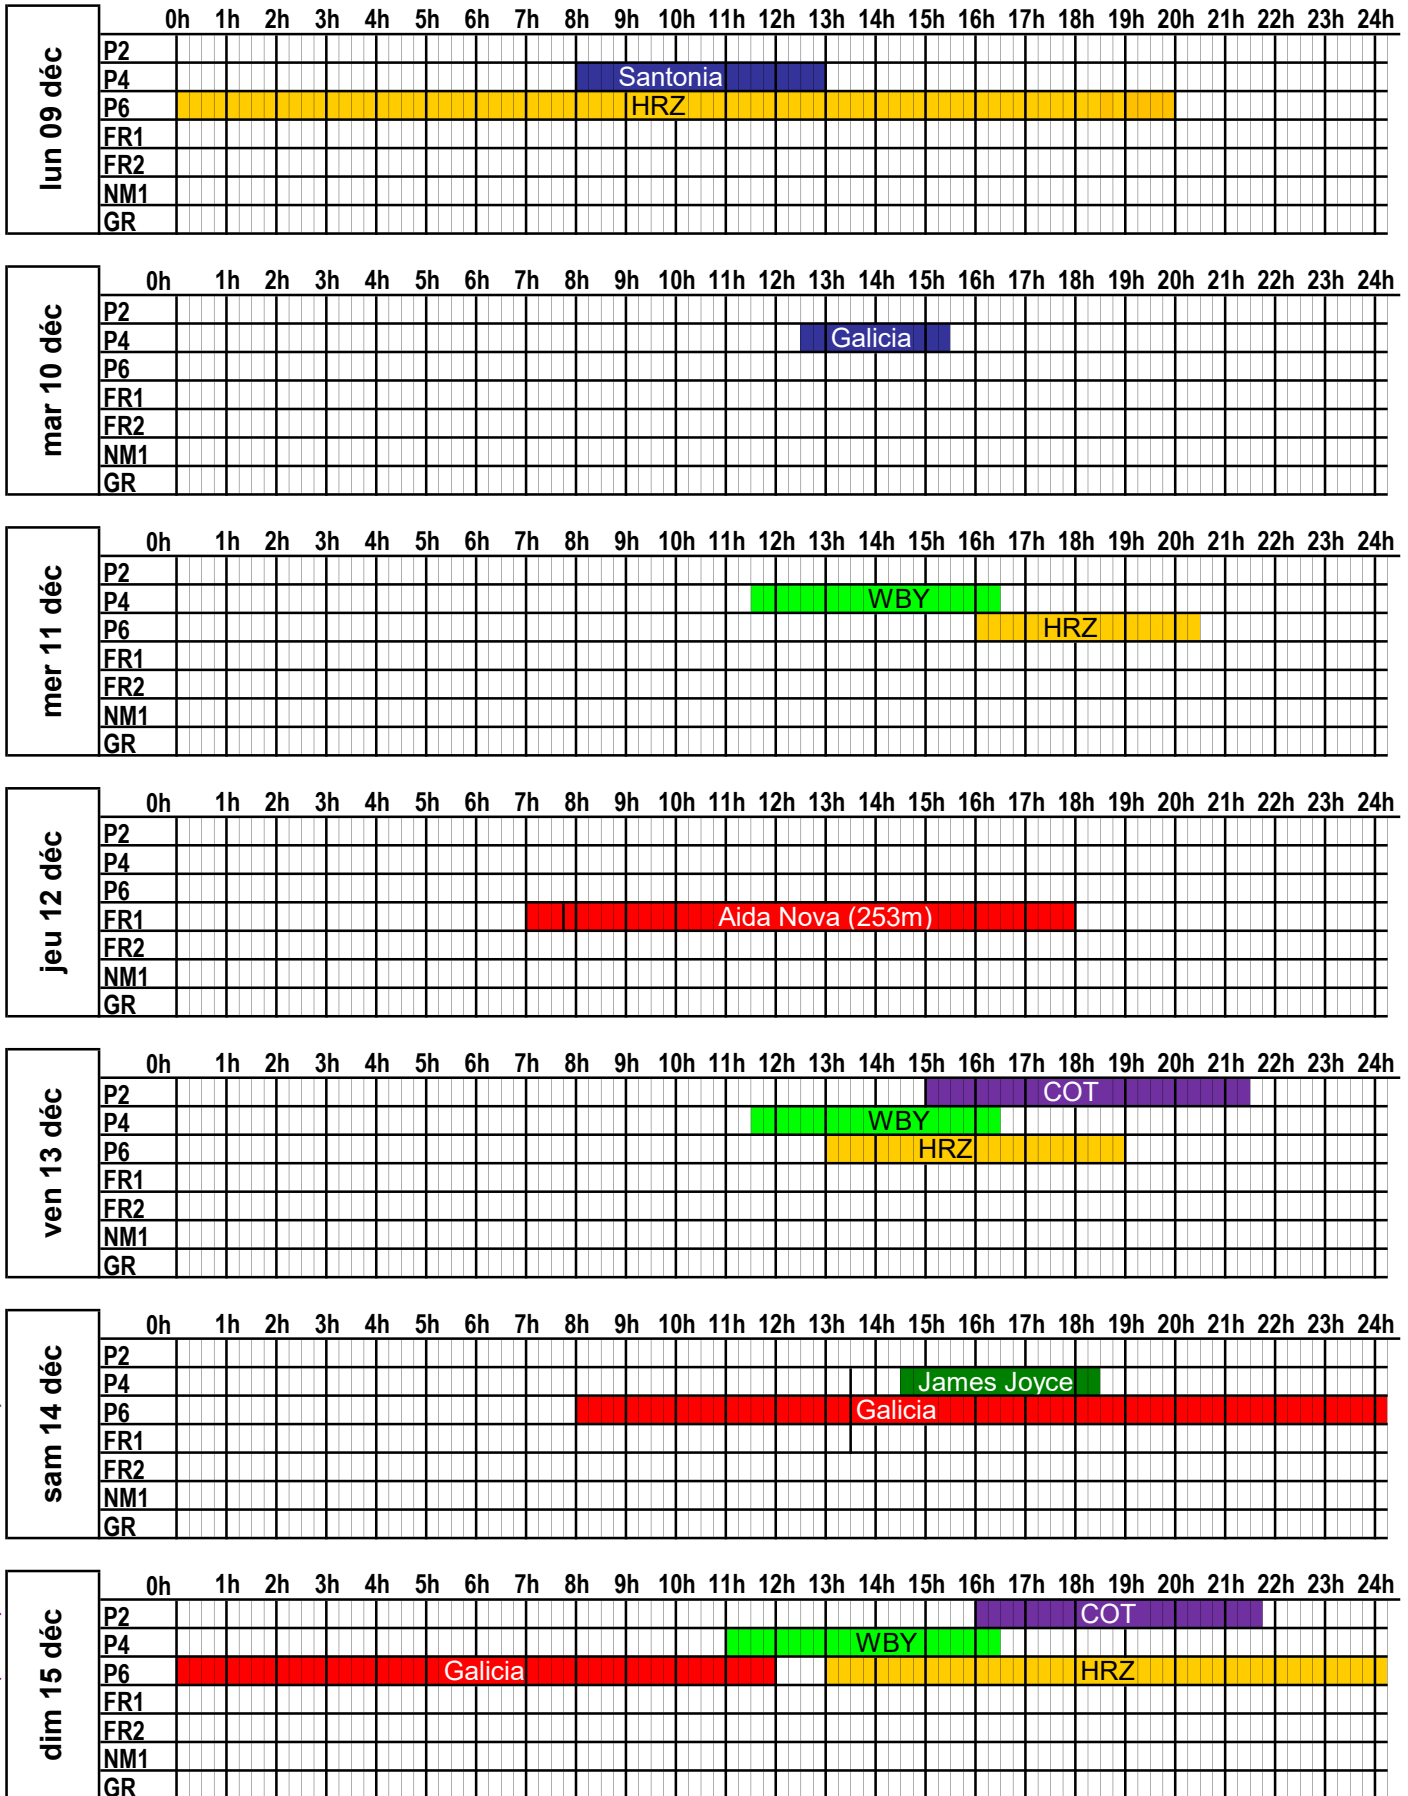 0h 1h 2h 3h 4h 5h 6h 7h 8h 9h 10h 11h 12h 13h 14h 15h 16h 17h 18h 19h 20h 21h 22h 23h 24h
lun 09 déc
P2
P4 Santonia
P6 HRZ
FR1
FR2
NM1
GR
0h 1h 2h 3h 4h 5h 6h 7h 8h 9h 10h 11h 12h 13h 14h 15h 16h 17h 18h 19h 20h 21h 22h 23h 24h
mar 10 déc
P2
P4 Galicia
P6
FR1
FR2
NM1
GR
0h 1h 2h 3h 4h 5h 6h 7h 8h 9h 10h 11h 12h 13h 14h 15h 16h 17h 18h 19h 20h 21h 22h 23h 24h
mer 11 déc
P2
P4 WBY
P6 HRZ
FR1
FR2
NM1
GR
0h 1h 2h 3h 4h 5h 6h 7h 8h 9h 10h 11h 12h 13h 14h 15h 16h 17h 18h 19h 20h 21h 22h 23h 24h
jeu 12 déc
P2
P4
P6
FR1 Aida Nova (253m)
FR2
NM1
GR
0h 1h 2h 3h 4h 5h 6h 7h 8h 9h 10h 11h 12h 13h 14h 15h 16h 17h 18h 19h 20h 21h 22h 23h 24h
ven 13 déc
P2 COT
P4 WBY
P6 HRZ
FR1
FR2
NM1
GR
0h 1h 2h 3h 4h 5h 6h 7h 8h 9h 10h 11h 12h 13h 14h 15h 16h 17h 18h 19h 20h 21h 22h 23h 24h
sam 14 déc
P2
P4 James Joyce
P6 Galicia
FR1
FR2
NM1
GR
0h 1h 2h 3h 4h 5h 6h 7h 8h 9h 10h 11h 12h 13h 14h 15h 16h 17h 18h 19h 20h 21h 22h 23h 24h
dim 15 déc
P2 COT
P4 WBY
P6 Galicia HRZ
FR1
FR2
NM1
GR